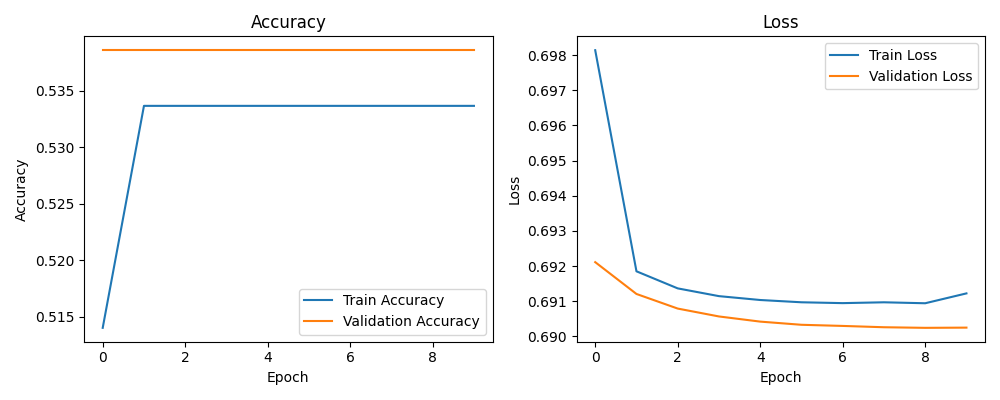 Accuracy
0.535
0.530
0.525
0.520
0.515
Accuracy
Train Accuracy
Validation Accuracy
0 2 4 6 8
Epoch
Loss
0.698
0.697
0.696
0.695
0.694
0.693
0.692
0.691
0.690
Loss
Train Loss
Validation Loss
0 2 4 6 8
Epoch